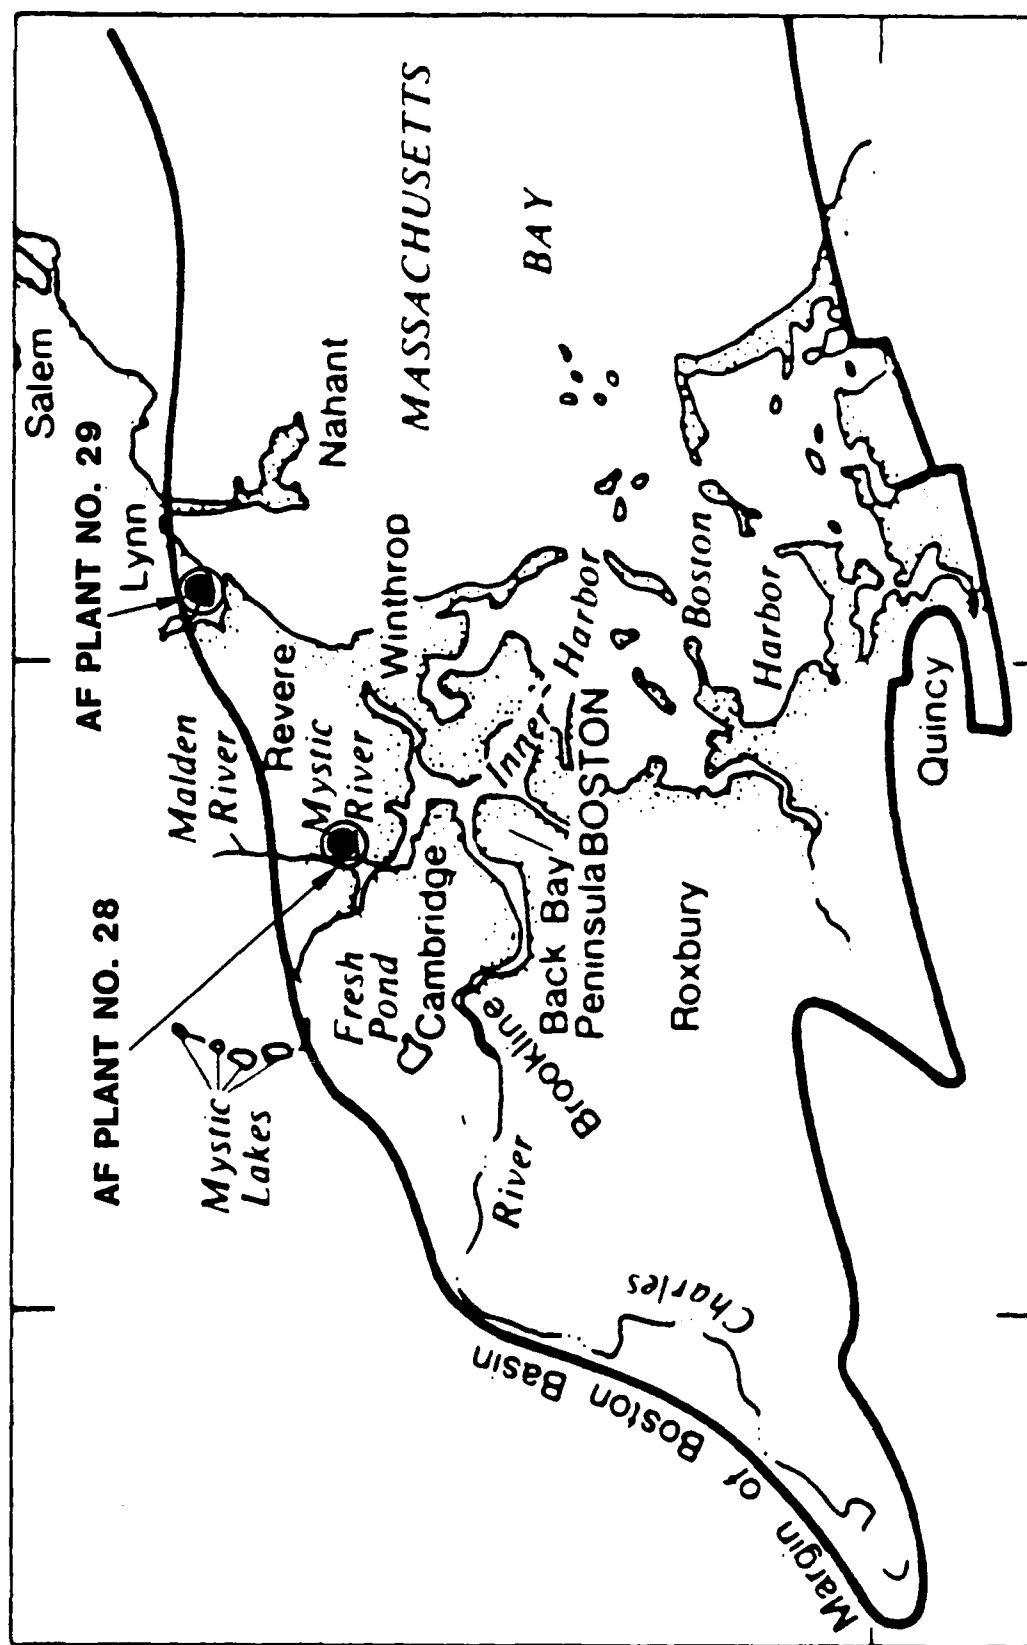 Salem
AF PLANT NO. 29
Lynn
Nahant
MASSACHUSETTS
BAY
Malden
River
Revere
Winthrop
AF PLANT NO. 28
Mystic
River
Mystic
Lakes
Fresh
Pond
Cambridge
Inner
Harbor
BOSTON
Back Bay
Peninsula
Brookline
River
Charles
Boston
Harbor
Roxbury
Quincy
Margin of Boston Basin